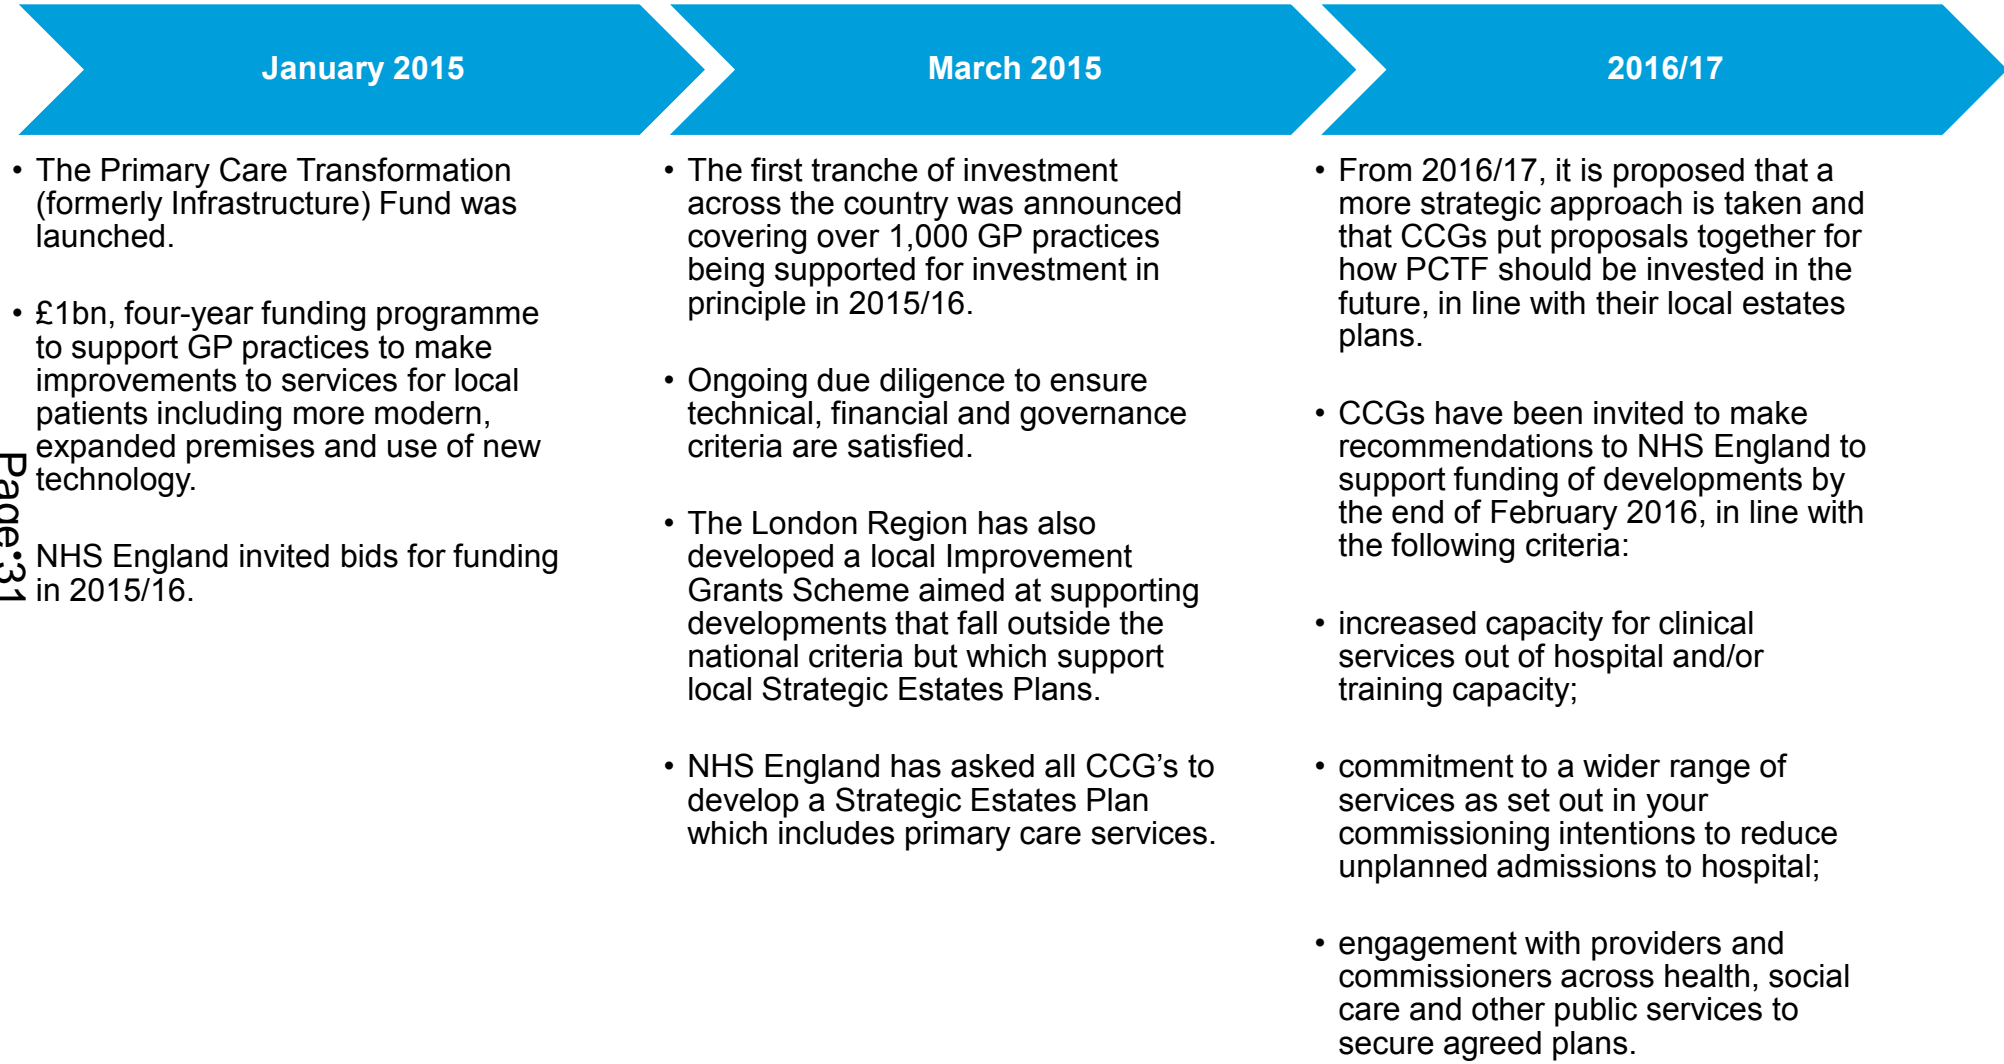 January 2015
• The Primary Care Transformation
(formerly Infrastructure) Fund was
launched.
• £1bn, four-year funding programme
to support GP practices to make
improvements to services for local
patients including more modern,
expanded premises and use of new
technology.
• NHS England invited bids for funding
in 2015/16.
March 2015
• The first tranche of investment
across the country was announced
covering over 1,000 GP practices
being supported for investment in
principle in 2015/16.
• Ongoing due diligence to ensure
technical, financial and governance
criteria are satisfied.
• The London Region has also
developed a local Improvement
Grants Scheme aimed at supporting
developments that fall outside the
national criteria but which support
local Strategic Estates Plans.
• NHS England has asked all CCG’s to
develop a Strategic Estates Plan
which includes primary care services.
2016/17
• From 2016/17, it is proposed that a
more strategic approach is taken and
that CCGs put proposals together for
how PCTF should be invested in the
future, in line with their local estates
plans.
• CCGs have been invited to make
recommendations to NHS England to
support funding of developments by
the end of February 2016, in line with
the following criteria:
• increased capacity for clinical
services out of hospital and/or
training capacity;
• commitment to a wider range of
services as set out in your
commissioning intentions to reduce
unplanned admissions to hospital;
• engagement with providers and
commissioners across health, social
care and other public services to
secure agreed plans.
Page 31